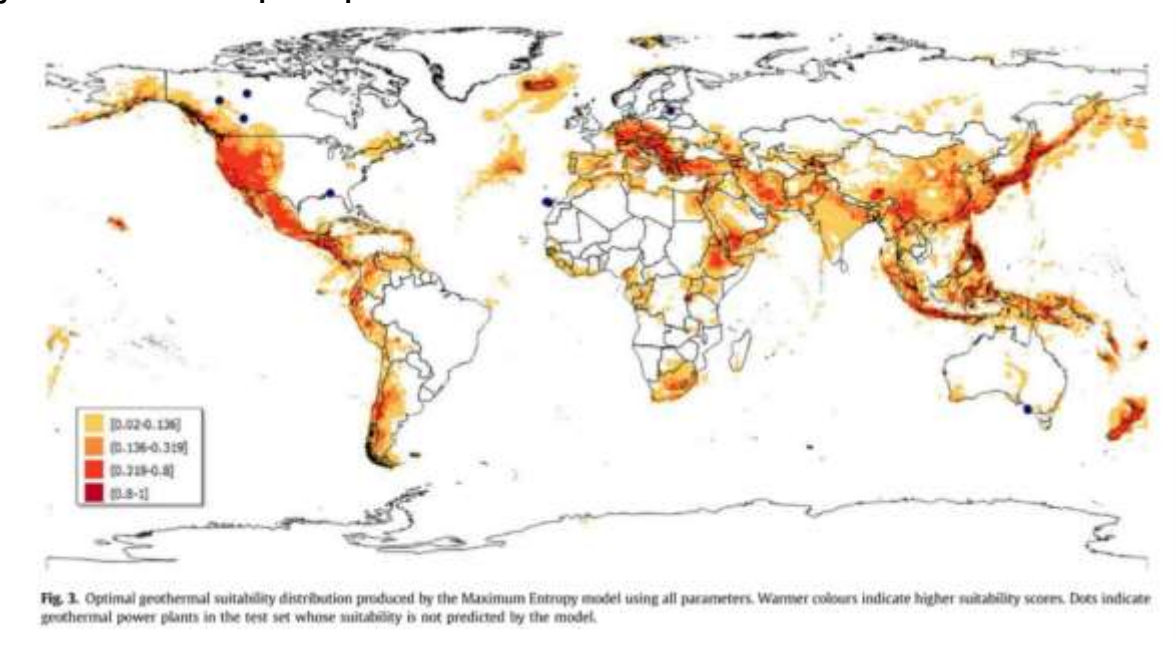 [0.02-0.136]
(0.136-0.319]
(0.319-0.8]
(0.8-1]
Fig. 3. Optimal geothermal suitability distribution produced by the Maximum Entropy model using all parameters. Warmer colours indicate higher suitability scores. Dots indicate
geothermal power plants in the test set whose suitability is not predicted by the model.